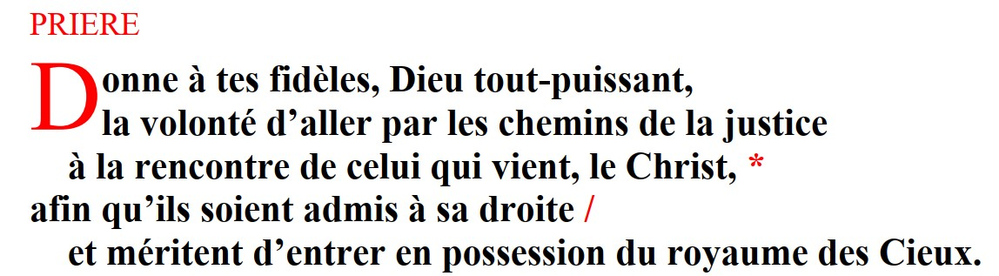 PRIERE
Donne à tes fidèles, Dieu tout-puissant,
la volonté d’aller par les chemins de la justice
à la rencontre de celui qui vient, le Christ, *
afin qu’ils soient admis à sa droite /
et méritent d’entrer en possession du royaume des Cieux.